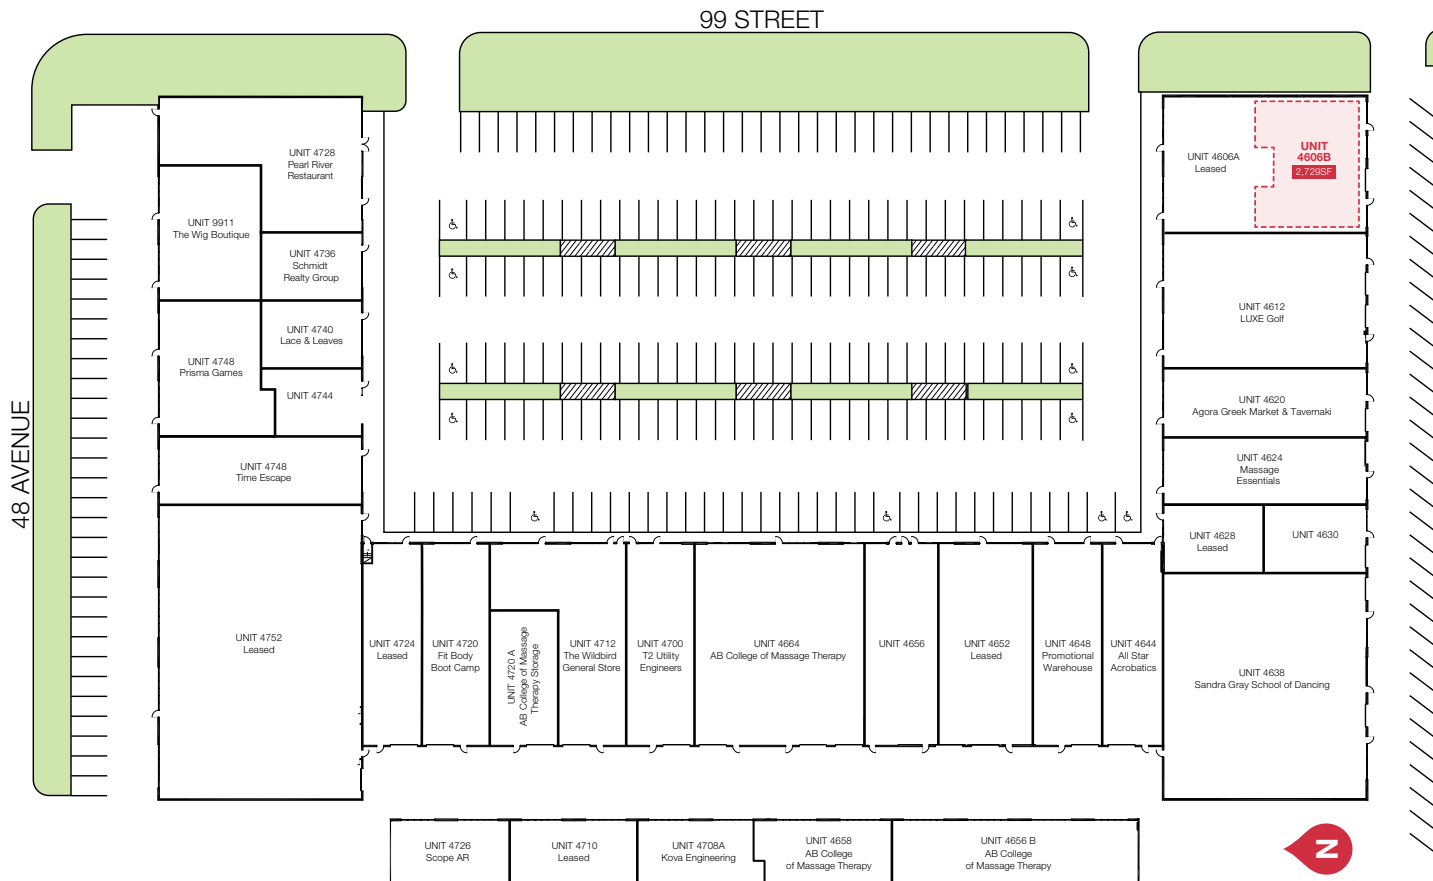 99 STREET
48 AVENUE
UNIT 4728
Pearl River
Restaurant
UNIT 9911
The Wig Boutique
UNIT 4736
Schmidt
Realty Group
UNIT 4740
Lace & Leaves
UNIT 4748
Prisma Games
UNIT 4744
UNIT 4748
Time Escape
UNIT 4752
Leased
UNIT 4724
Leased
UNIT 4720
Fit Body
Boot Camp
UNIT 4720 A
AB College of Massage
Therapy Storage
UNIT 4712
The Wildbird
General Store
UNIT 4700
T2 Utility
Engineers
UNIT 4664
AB College of Massage Therapy
UNIT 4656
UNIT 4652
Leased
UNIT 4648
Promotional
Warehouse
UNIT 4644
All Star
Acrobatics
UNIT 4606A
Leased
UNIT
4606B
2,729SF
UNIT 4612
LUXE Golf
UNIT 4620
Agora Greek Market & Tavernaki
UNIT 4624
Massage
Essentials
UNIT 4628
Leased
UNIT 4630
UNIT 4638
Sandra Gray School of Dancing
UNIT 4726
Scope AR
UNIT 4710
Leased
UNIT 4708A
Kova Engineering
UNIT 4658
AB College
of Massage Therapy
UNIT 4656 B
AB College
of Massage Therapy
N